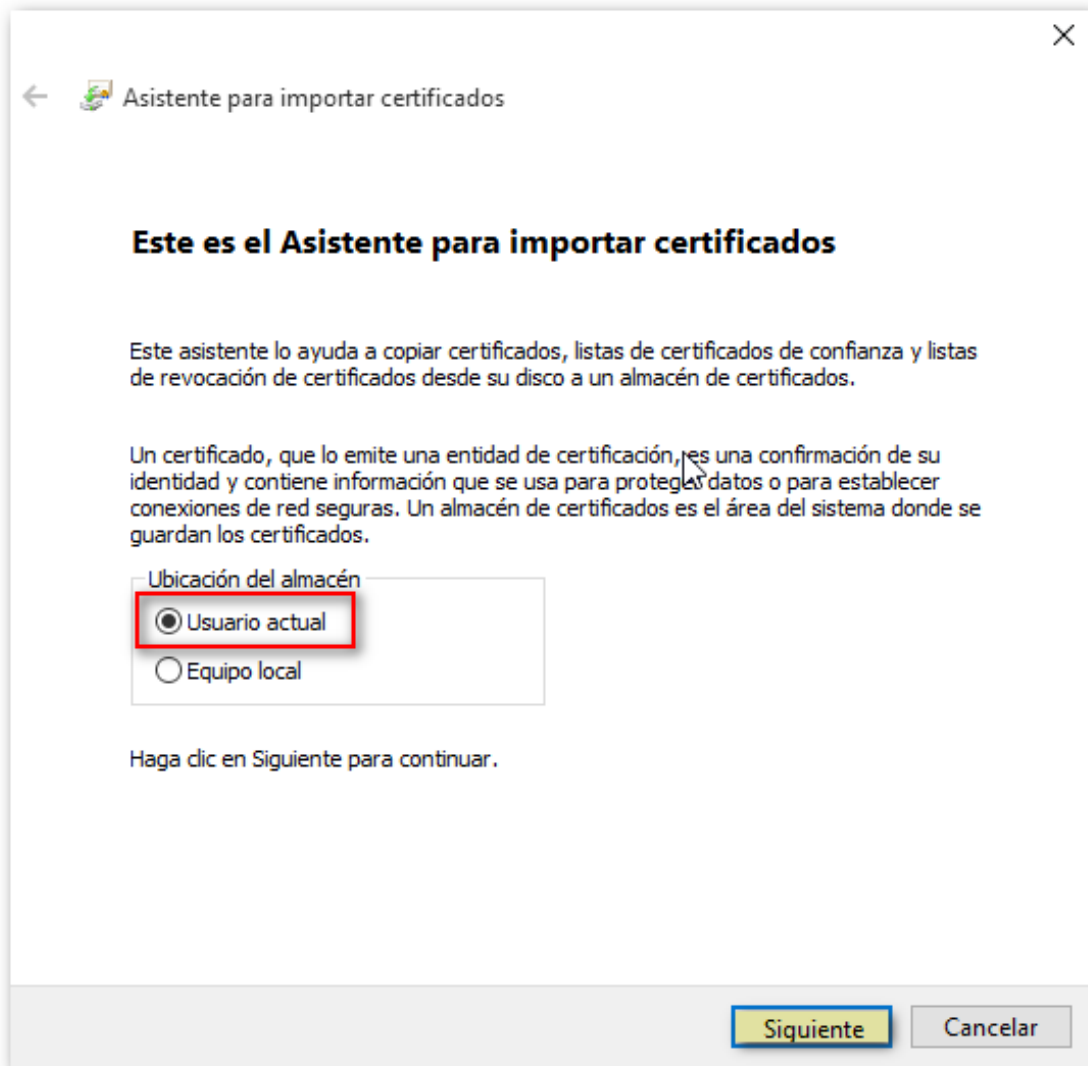 Asistente para importar certificados
Este es el Asistente para importar certificados
Este asistente lo ayuda a copiar certificados, listas de certificados de confianza y listas
de revocación de certificados desde su disco a un almacén de certificados.
Un certificado, que lo emite una entidad de certificación, es una confirmación de su
identidad y contiene información que se usa para proteger datos o para establecer
conexiones de red seguras. Un almacén de certificados es el área del sistema donde se
guardan los certificados.
Ubicación del almacén
Usuario actual
Equipo local
Haga clic en Siguiente para continuar.
Siguiente
Cancelar